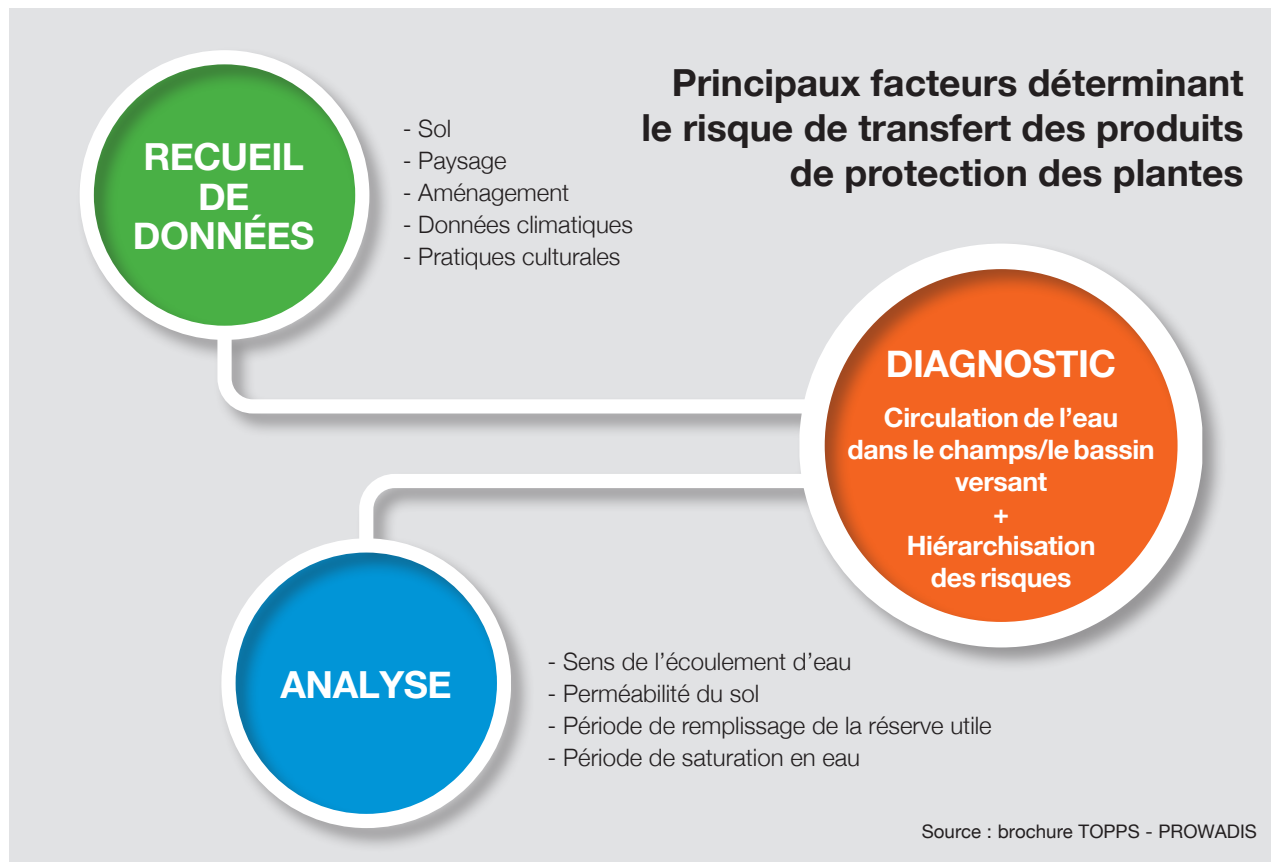 Principaux facteurs déterminant
le risque de transfert des produits
de protection des plantes
RECUEIL
DE
DONNÉES
- Sol
- Paysage
- Aménagement
- Données climatiques
- Pratiques culturales
DIAGNOSTIC
Circulation de l’eau
dans le champs/le bassin
versant
+
Hiérarchisation
des risques
ANALYSE
- Sens de l’écoulement d’eau
- Perméabilité du sol
- Période de remplissage de la réserve utile
- Période de saturation en eau
Source : brochure TOPPS - PROWADIS